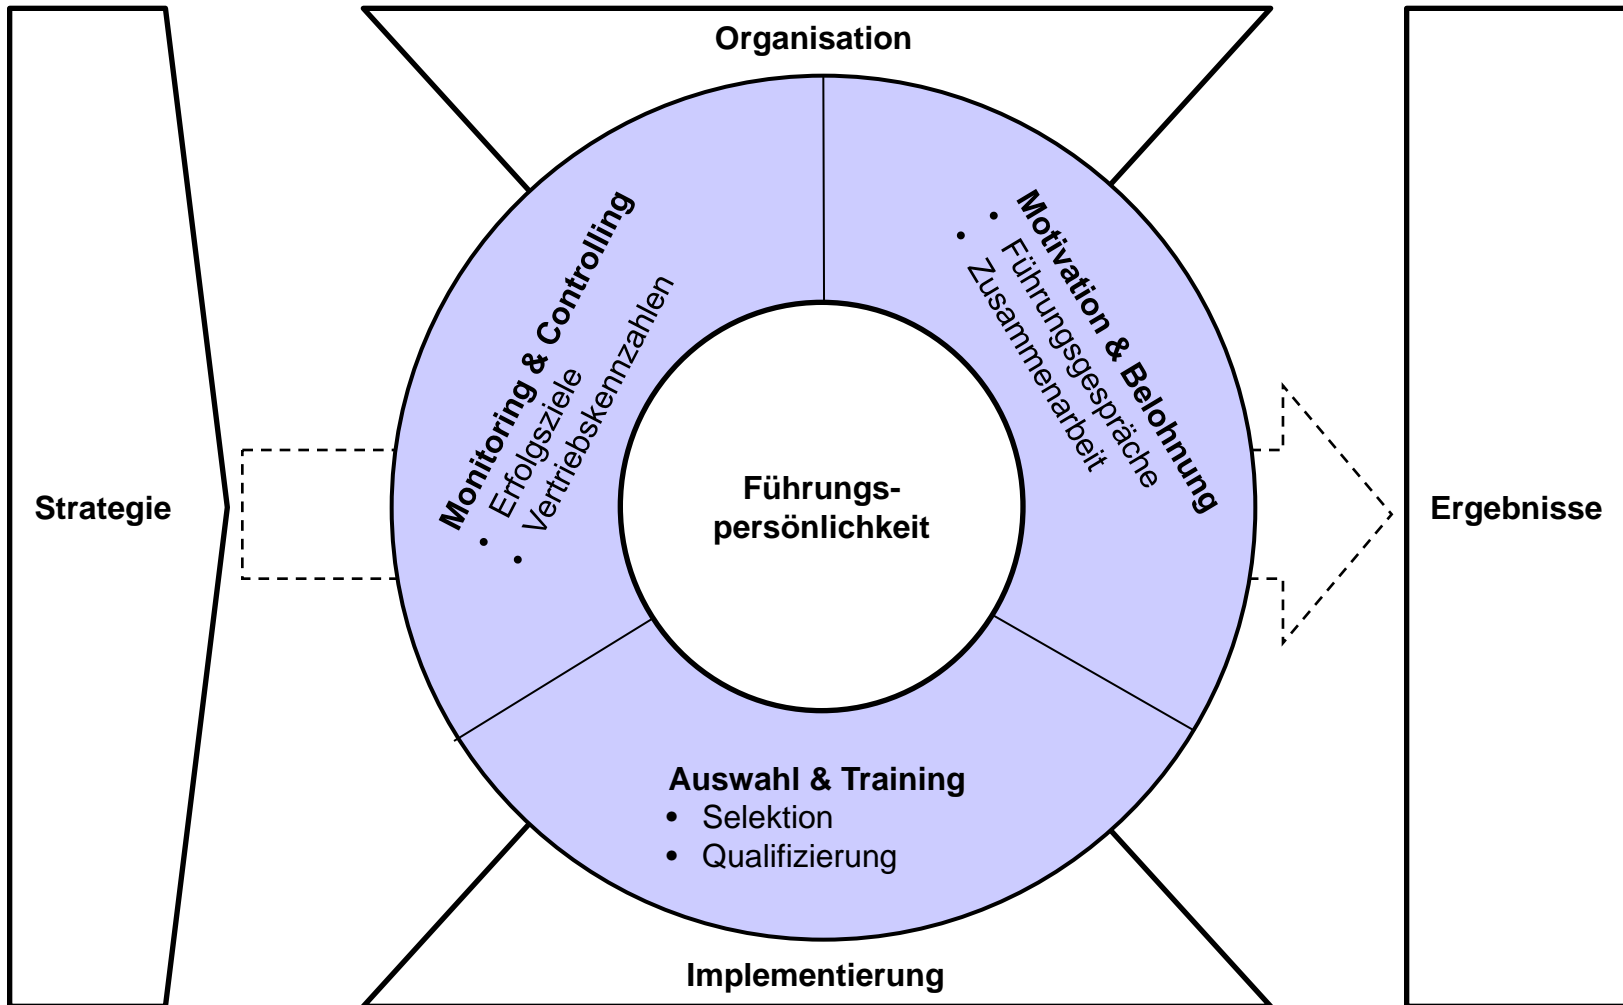 Organisation
Monitoring & Controlling
• Erfolgsziele
• Vertriebskennzahlen
Motivation & Belohnung
• Führungsgespräche
• Zusammenarbeit
Strategie
Führungs-
persönlichkeit
Ergebnisse
Auswahl & Training
• Selektion
• Qualifizierung
Implementierung